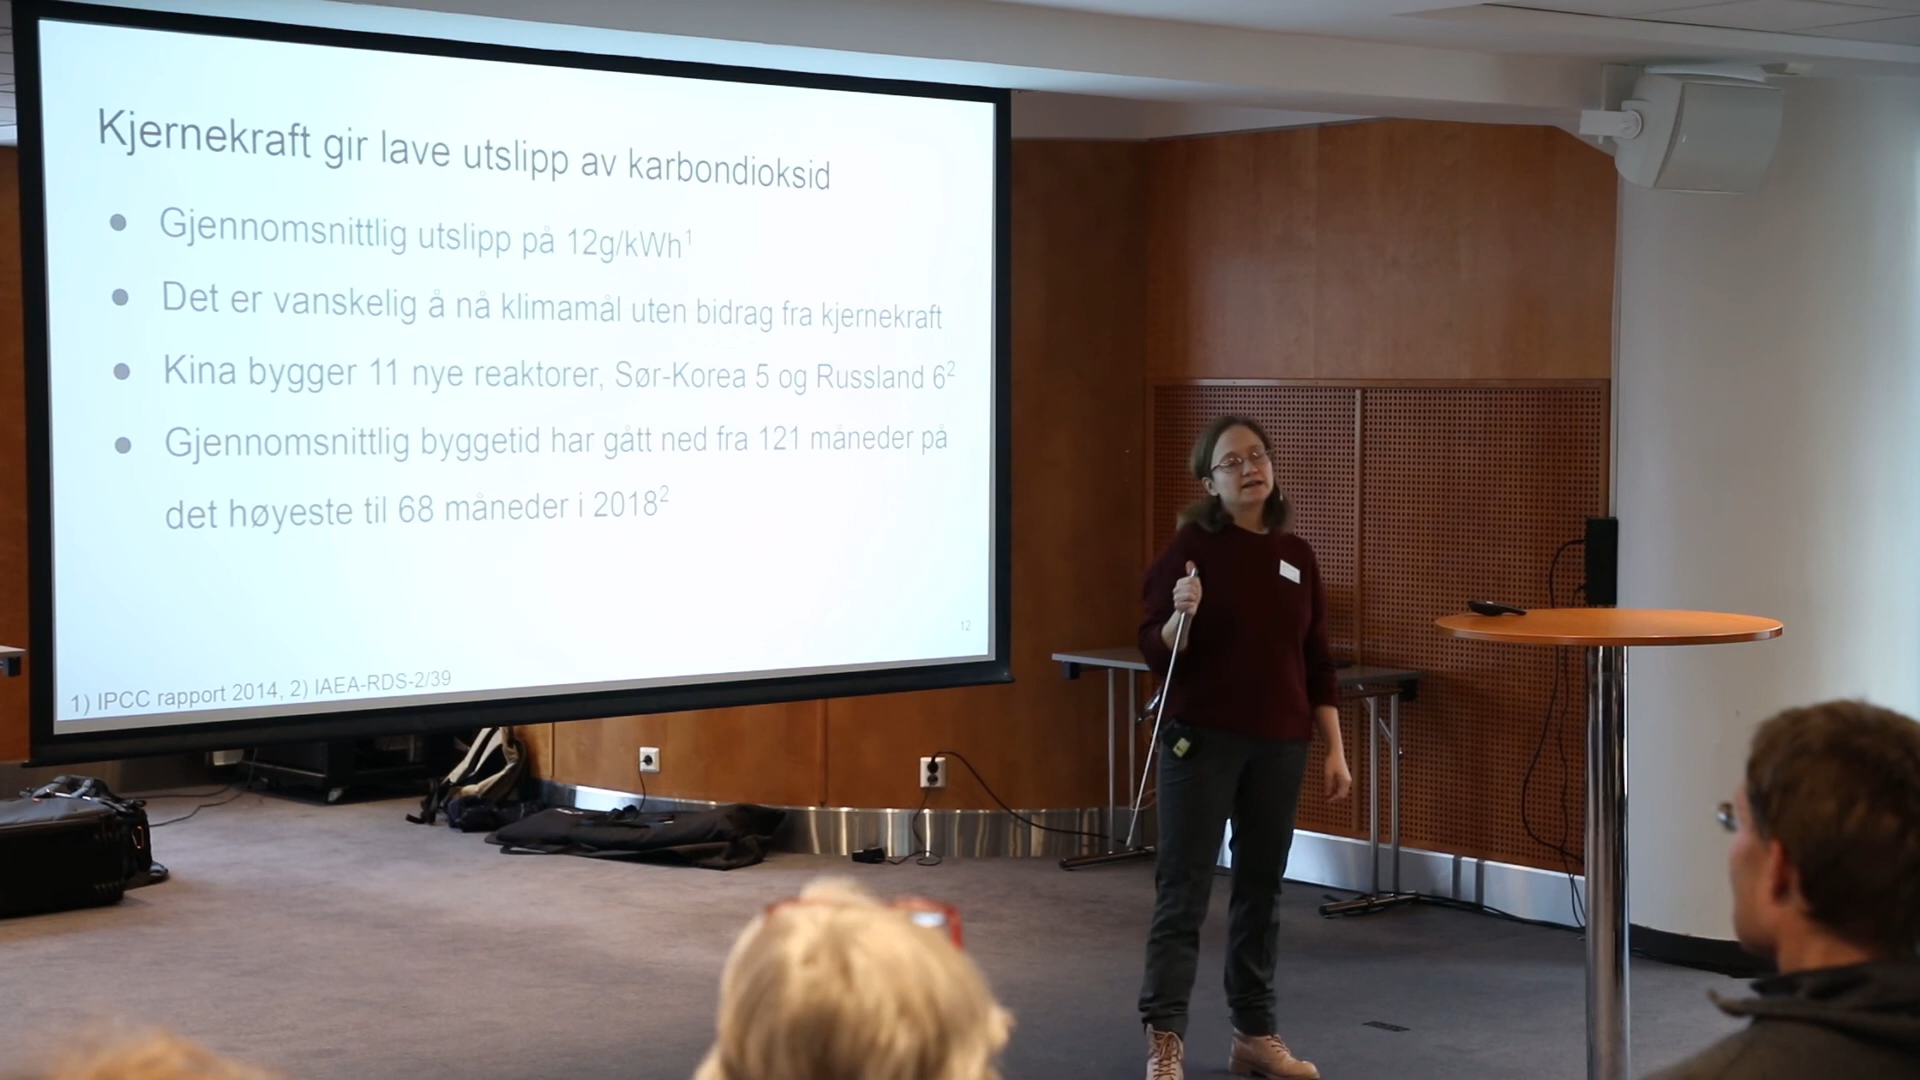 Kjernekraft gir lave utslipp av karbondioksid
● Gjennomsnittlig utslipp på 12g/kWh¹
● Det er vanskelig å nå klimamål uten bidrag fra kjernekraft
● Kina bygger 11 nye reaktorer, Sør-Korea 5 og Russland 6²
● Gjennomsnittlig byggetid har gått ned fra 121 måneder på
det høyeste til 68 måneder i 2018²
12
1) IPCC rapport 2014, 2) IAEA-RDS-2/39